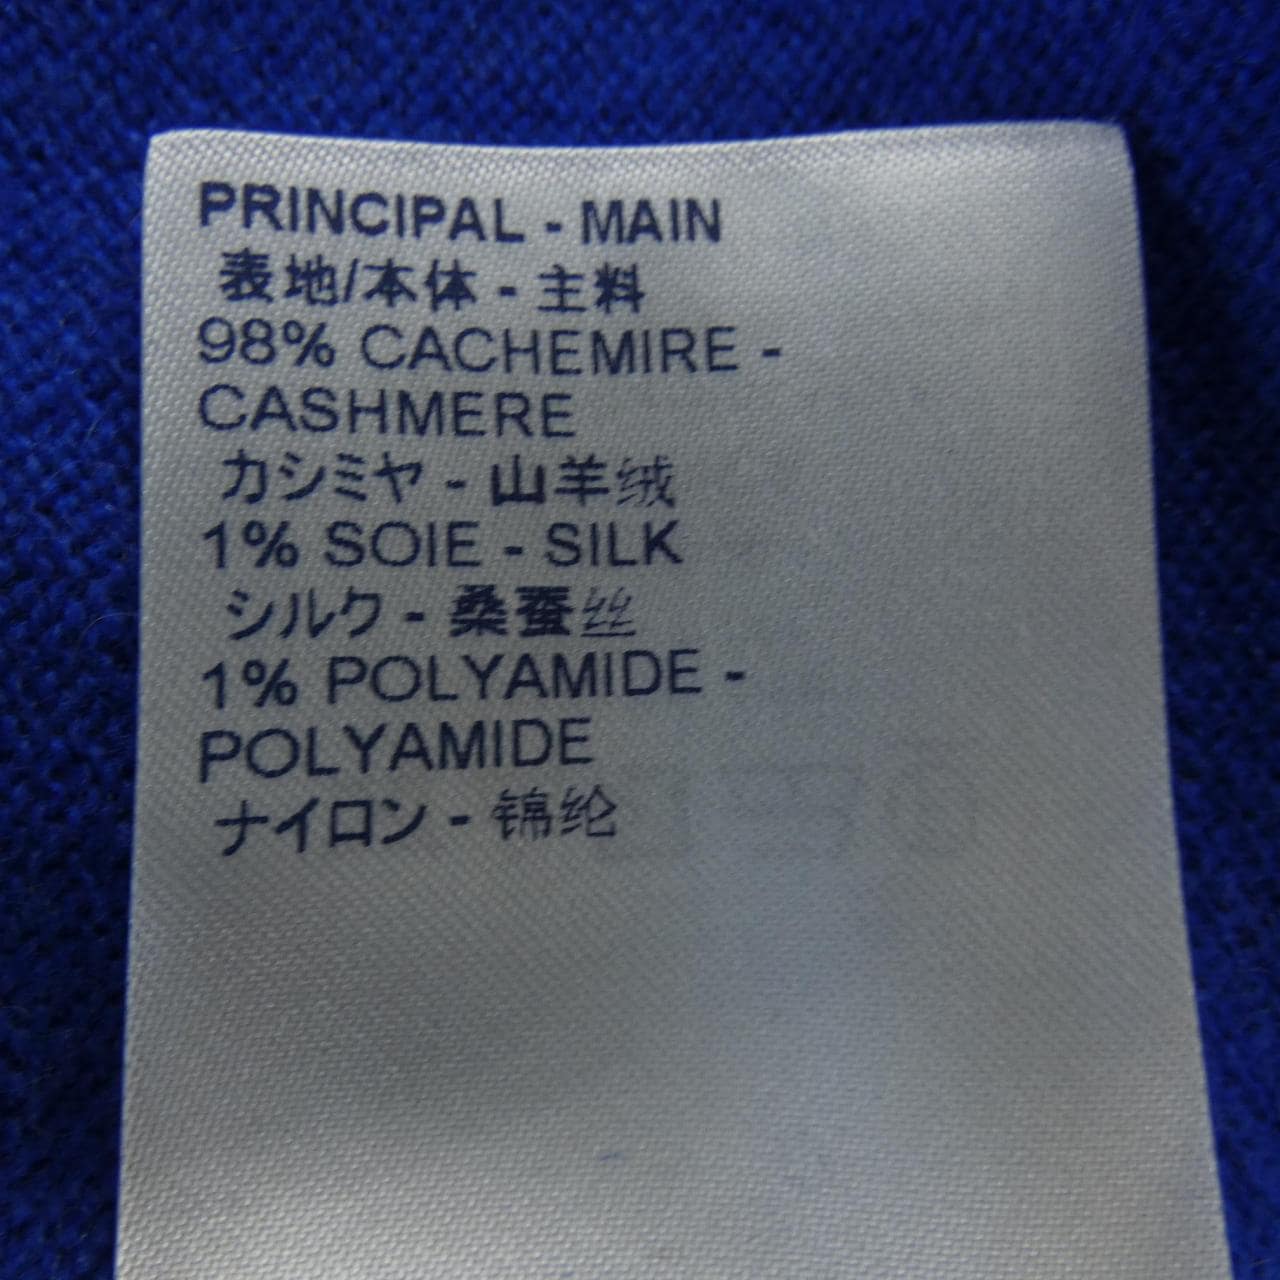 PRINCIPAL - MAIN
表地/本体 - 主料
98% CACHEMIRE -
CASHMERE
カシミヤ - 山羊绒
1% SOIE - SILK
シルク - 桑蚕丝
1% POLYAMIDE -
POLYAMIDE
ナイロン - 锦纶